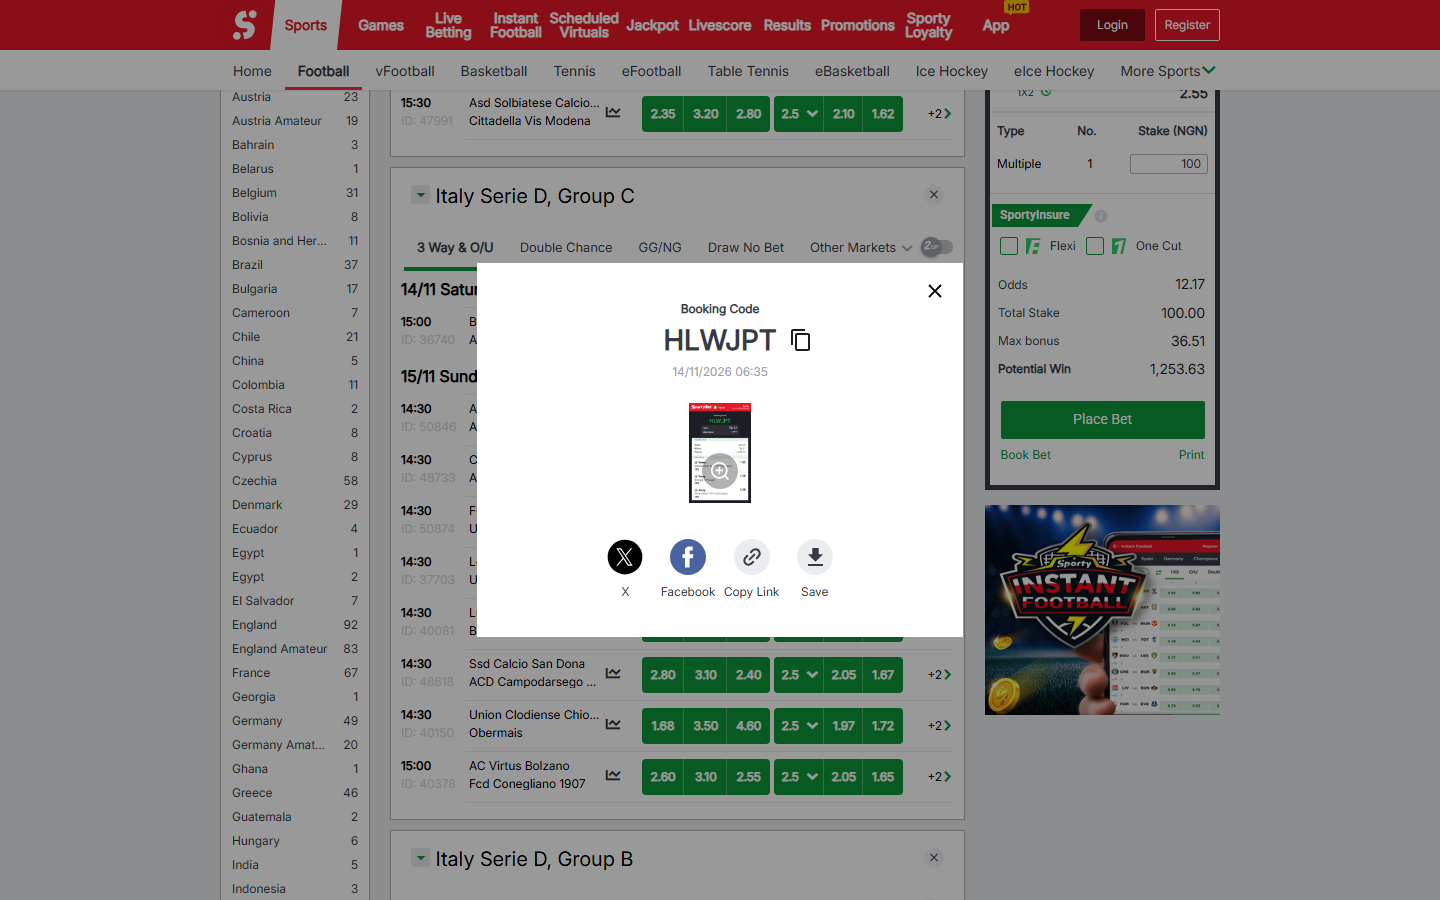 Sports
Games
Live Betting
Instant Football
Scheduled Virtuals
Jackpot
Livescore
Results
Promotions
Sporty Loyalty
App
HOT
Login
Register
Home
Football
vFootball
Basketball
Tennis
eFootball
Table Tennis
eBasketball
Ice Hockey
eIce Hockey
More Sports
Austria 23
Austria Amateur 19
Bahrain 3
Belarus 1
Belgium 31
Bolivia 8
Bosnia and Her... 11
Brazil 37
Bulgaria 17
Cameroon 7
Chile 21
China 5
Colombia 11
Costa Rica 2
Croatia 8
Cyprus 8
Czechia 58
Denmark 29
Ecuador 4
Egypt 1
Egypt 2
El Salvador 7
England 92
England Amateur 83
France 67
Georgia 1
Germany 49
Germany Amat... 20
Ghana 1
Greece 46
Guatemala 2
Hungary 6
India 5
Indonesia 3
15:30 Asd Solbiatese Calcio...
ID: 47991 Cittadella Vis Modena
2.35 3.20 2.80 2.5 2.10 1.62 +2
Italy Serie D, Group C
3 Way & O/U Double Chance GG/NG Draw No Bet Other Markets 2UP
14/11 Satur
15:00 B
ID: 36740 A
15/11 Sund
14:30 A
ID: 50846 A
14:30 C
ID: 48733 A
14:30 F
ID: 50874 U
14:30 L
ID: 37703 U
14:30 L
ID: 40081 B
14:30 Ssd Calcio San Dona
ID: 48618 ACD Campodarsego ...
2.80 3.10 2.40 2.5 2.05 1.67 +2
14:30 Union Clodiense Chio...
ID: 40150 Obermais
1.68 3.50 4.60 2.5 1.97 1.72 +2
15:00 AC Virtus Bolzano
ID: 40378 Fcd Conegliano 1907
2.60 3.10 2.55 2.5 2.05 1.65 +2
Italy Serie D, Group B
Booking Code
HLWJPT
14/11/2026 06:35
SportyBet
HLWJPT
X
Facebook
Copy Link
Save
1X2 2.55
Type No. Stake (NGN)
Multiple 1 100
SportyInsure
Flexi One Cut
Odds 12.17
Total Stake 100.00
Max bonus 36.51
Potential Win 1,253.63
Place Bet
Book Bet Print
Sporty
INSTANT
FOOTBALL